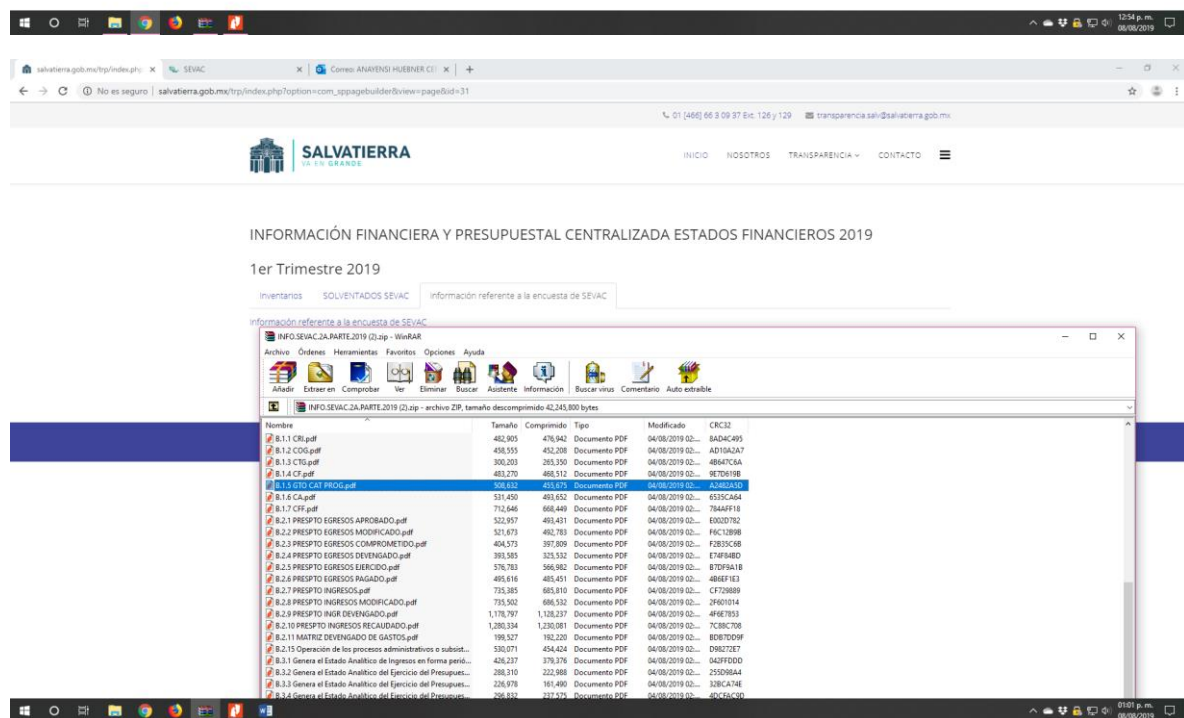 12:54 p. m.
08/08/2019
salvatierra.gob.mx/trp/index.php
SEVAC
Correo: ANAYENSI HUEBNER CE
No es seguro | salvatierra.gob.mx/trp/index.php?option=com_sppagebuilder&view=page&id=31
01 (466) 66 3 09 37 Ext. 126 y 129 transparencia.salv@salvatierra.gob.mx
SALVATIERRA
VA EN GRANDE
INICIO NOSOTROS TRANSPARENCIA CONTACTO
INFORMACIÓN FINANCIERA Y PRESUPUESTAL CENTRALIZADA ESTADOS FINANCIEROS 2019
1er Trimestre 2019
Inventarios SOLVENTADOS SEVAC Información referente a la encuesta de SEVAC
Información referente a la encuesta de SEVAC
INFO.SEVAC.2A.PARTE.2019 (2).zip - WinRAR
Archivo Órdenes Herramientas Favoritos Opciones Ayuda
Añadir Extraer en Comprobar Ver Eliminar Buscar Asistente Información Buscar virus Comentario Auto extraíble
INFO.SEVAC.2A.PARTE.2019 (2).zip - archivo ZIP, tamaño descomprimido 42,245,800 bytes
Nombre Tamaño Comprimido Tipo Modificado CRC32
B.1.1 CRI.pdf 482,905 476,942 Documento PDF 04/08/2019 02:... 8AD4C495
B.1.2 COG.pdf 458,555 452,208 Documento PDF 04/08/2019 02:... AD10A2A7
B.1.3 CTG.pdf 300,203 265,350 Documento PDF 04/08/2019 02:... 4B647C6A
B.1.4 CF.pdf 483,270 468,512 Documento PDF 04/08/2019 02:... 9E7D619B
B.1.5 GTO CAT PROG.pdf 508,632 455,675 Documento PDF 04/08/2019 02:... A2482A5D
B.1.6 CA.pdf 531,450 493,652 Documento PDF 04/08/2019 02:... 6535CA64
B.1.7 CFF.pdf 712,646 668,449 Documento PDF 04/08/2019 02:... 784AFF18
B.2.1 PRESPTO EGRESOS APROBADO.pdf 522,957 493,431 Documento PDF 04/08/2019 02:... E002D782
B.2.2 PRESPTO EGRESOS MODIFICADO.pdf 521,673 492,783 Documento PDF 04/08/2019 02:... F6C12B9B
B.2.3 PRESPTO EGRESOS COMPROMETIDO.pdf 404,573 397,809 Documento PDF 04/08/2019 02:... F2B35C6B
B.2.4 PRESPTO EGRESOS DEVENGADO.pdf 393,585 325,532 Documento PDF 04/08/2019 02:... E74F84BD
B.2.5 PRESPTO EGRESOS EJERCIDO.pdf 576,783 566,982 Documento PDF 04/08/2019 02:... B7DF9A1B
B.2.6 PRESPTO EGRESOS PAGADO.pdf 495,616 485,451 Documento PDF 04/08/2019 02:... 4B6EF1E3
B.2.7 PRESPTO INGRESOS.pdf 735,385 685,810 Documento PDF 04/08/2019 02:... CF729889
B.2.8 PRESPTO INGRESOS MODIFICADO.pdf 735,502 686,532 Documento PDF 04/08/2019 02:... 2F601014
B.2.9 PRESPTO INGR DEVENGADO.pdf 1,178,797 1,128,237 Documento PDF 04/08/2019 02:... 4F6E7853
B.2.10 PRESPTO INGRESOS RECAUDADO.pdf 1,280,334 1,230,081 Documento PDF 04/08/2019 02:... 7C88C708
B.2.11 MATRIZ DEVENGADO DE GASTOS.pdf 199,527 192,220 Documento PDF 04/08/2019 02:... BDB7DD9F
B.2.15 Operación de los procesos administrativos o subsist... 530,071 454,424 Documento PDF 04/08/2019 02:... D98272E7
B.3.1 Genera el Estado Analítico de Ingresos en forma perió... 426,237 379,376 Documento PDF 04/08/2019 02:... 042FFDDD
B.3.2 Genera el Estado Analítico del Ejercicio del Presupues... 288,310 222,988 Documento PDF 04/08/2019 02:... 255D98A4
B.3.3 Genera el Estado Analítico del Ejercicio del Presupues... 226,978 161,490 Documento PDF 04/08/2019 02:... 32BCA74E
B.3.4 Genera el Estado Analítico del Ejercicio del Presupues... 296,832 237,575 Documento PDF 04/08/2019 02:... 4DCFAC9D
01:01 p. m.
08/08/2019